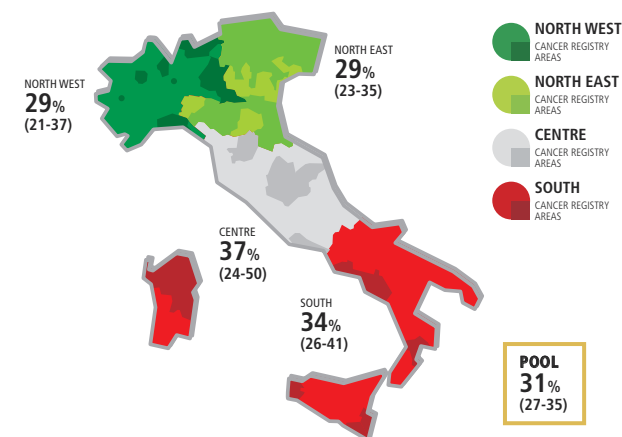 NORTH WEST
29%
(21-37)
NORTH EAST
29%
(23-35)
CENTRE
37%
(24-50)
SOUTH
34%
(26-41)
NORTH WEST
CANCER REGISTRY
AREAS
NORTH EAST
CANCER REGISTRY
AREAS
CENTRE
CANCER REGISTRY
AREAS
SOUTH
CANCER REGISTRY
AREAS
POOL
31%
(27-35)